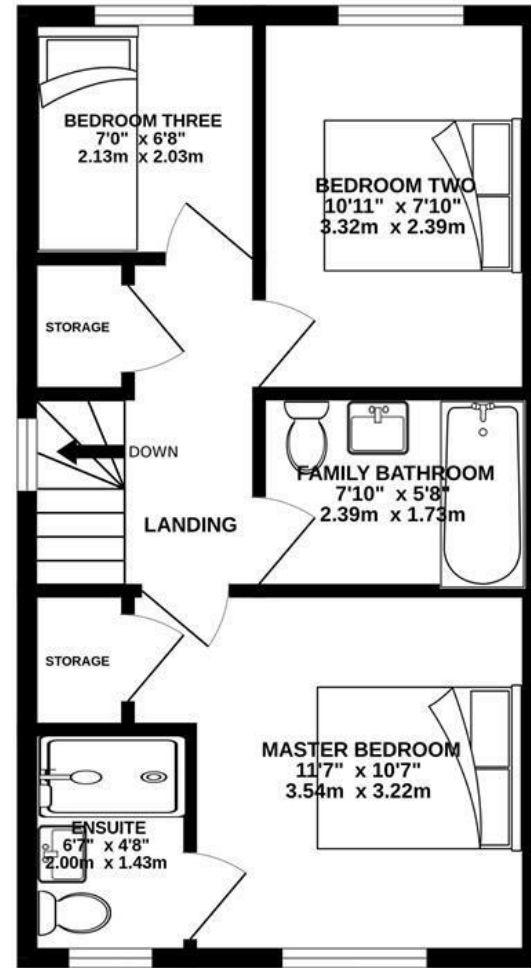 BEDROOM THREE
7'0" x 6'8"
2.13m x 2.03m
BEDROOM TWO
10'11" x 7'10"
3.32m x 2.39m
STORAGE
DOWN
FAMILY BATHROOM
7'10" x 5'8"
2.39m x 1.73m
LANDING
STORAGE
MASTER BEDROOM
11'7" x 10'7"
3.54m x 3.22m
ENSUITE
6'7" x 4'8"
2.00m x 1.43m